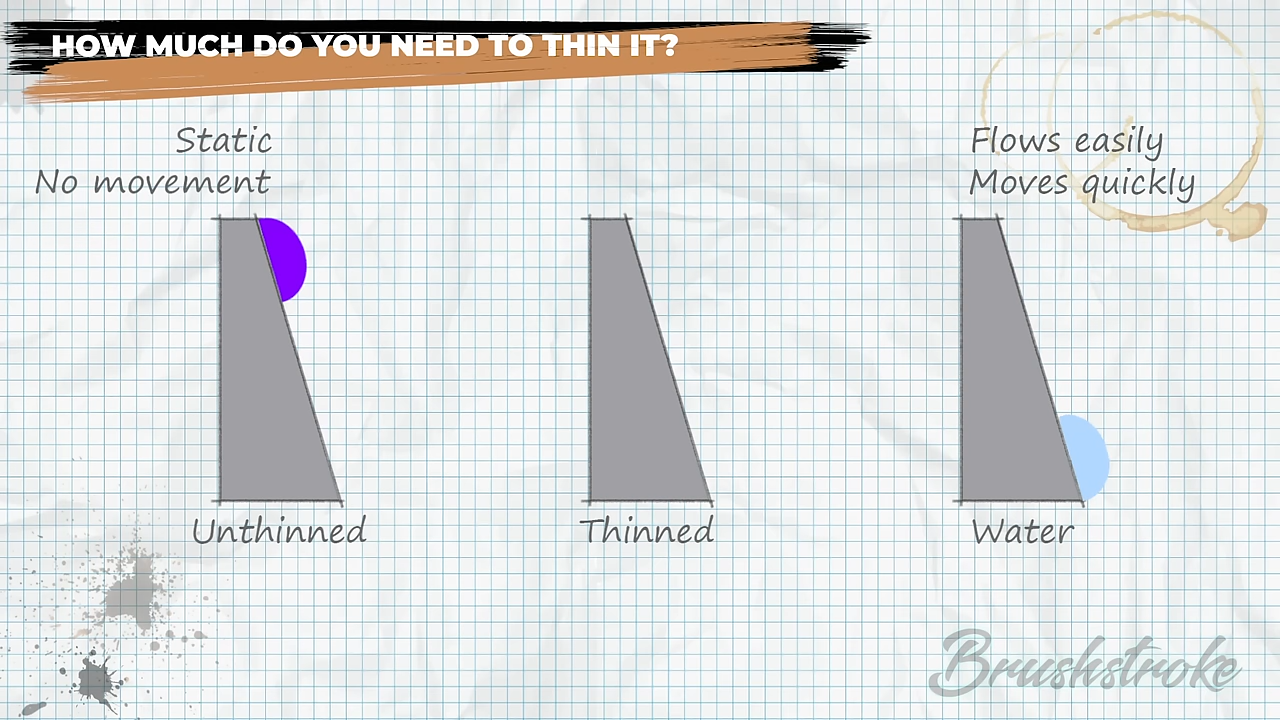 HOW MUCH DO YOU NEED TO THIN IT?
Static
No movement
Flows easily
Moves quickly
Unthinned
Thinned
Water
Brushstroke